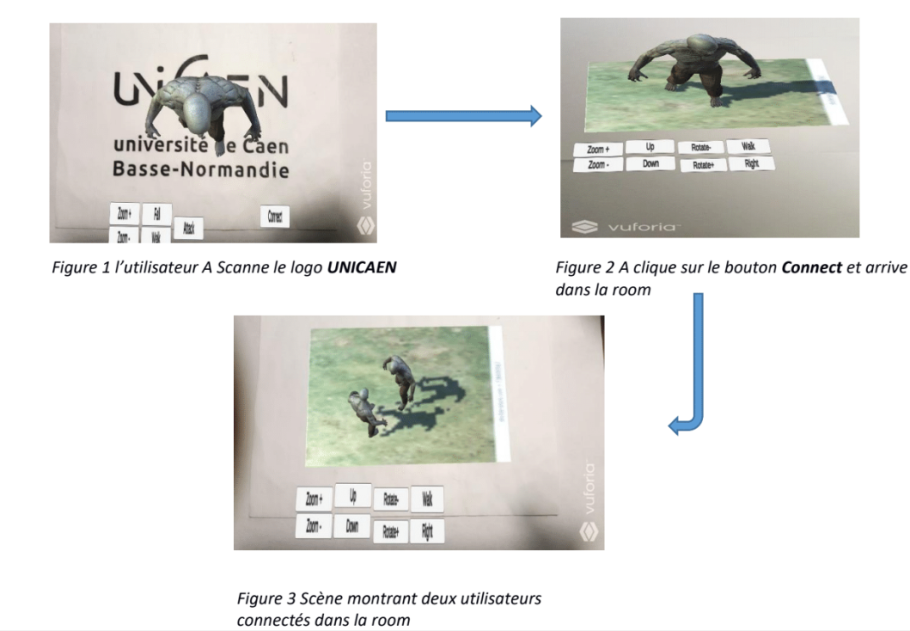 UNiCAEN
université de Caen
Basse-Normandie
Zoom +
Fall
Attack
Connect
Zoom -
Walk
vuforia
Figure 1 l'utilisateur A Scanne le logo UNICAEN
Zoom +
Up
Rotate-
Walk
Zoom -
Down
Rotate+
Right
vuforia
Figure 2 A clique sur le bouton Connect et arrive
dans la room
Zoom +
Up
Rotate-
Walk
Zoom -
Down
Rotate+
Right
vuforia
Figure 3 Scène montrant deux utilisateurs
connectés dans la room